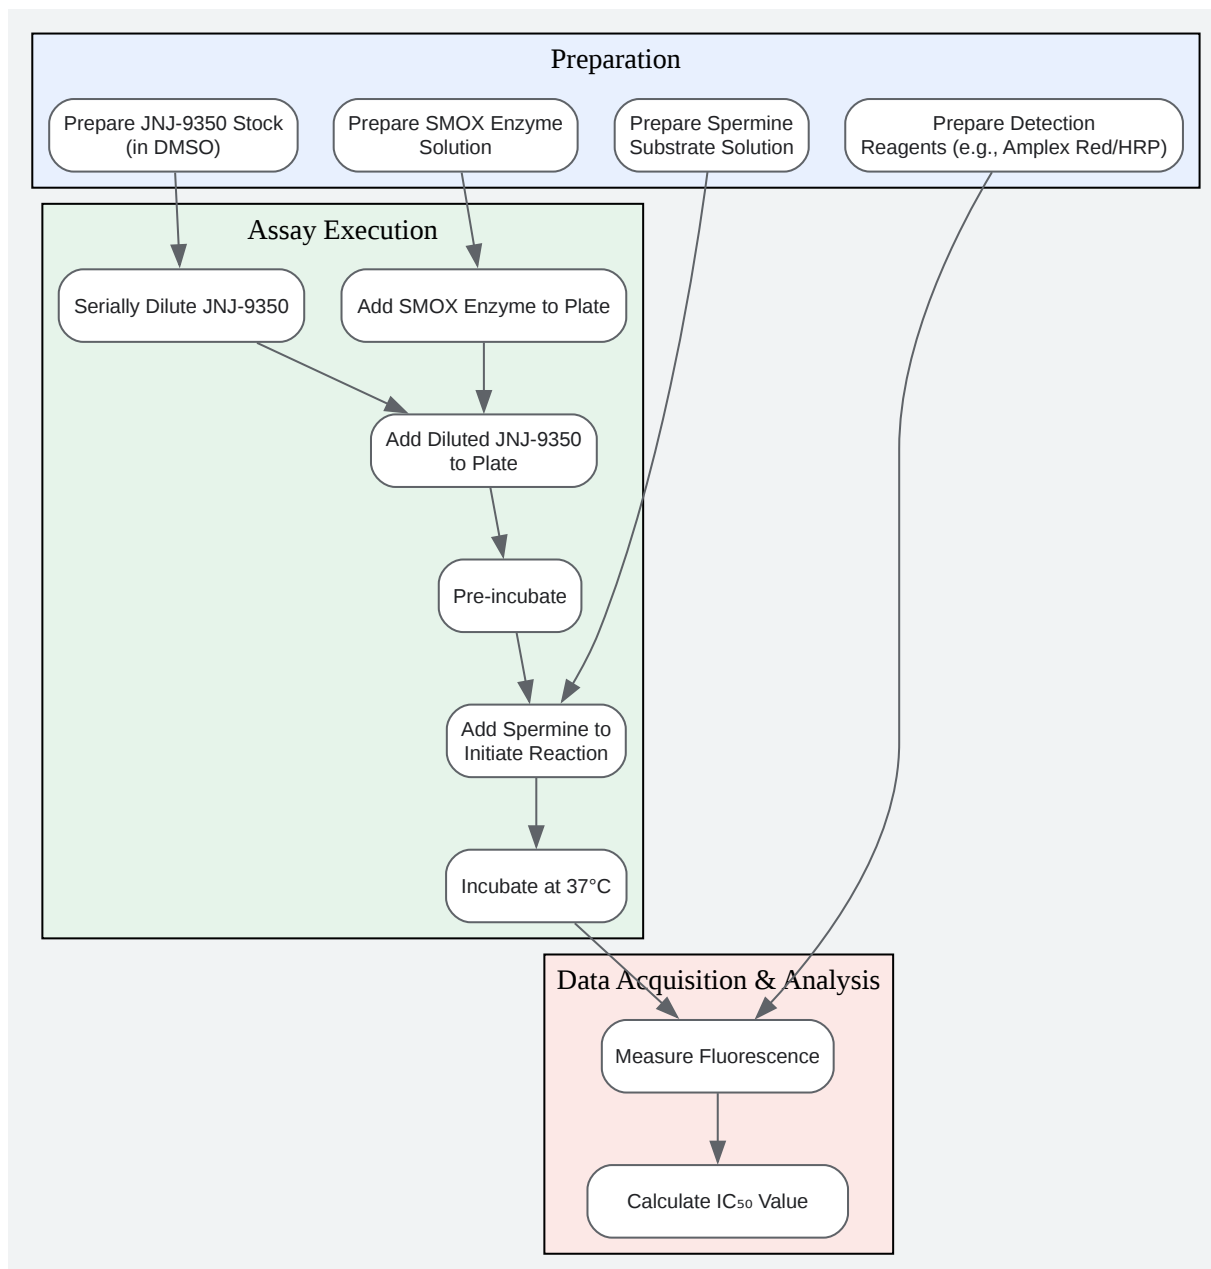 Preparation
Prepare JNJ-9350 Stock
(in DMSO)
Prepare SMOX Enzyme
Solution
Prepare Spermine
Substrate Solution
Prepare Detection
Reagents (e.g., Amplex Red/HRP)
Assay Execution
Serially Dilute JNJ-9350
Add SMOX Enzyme to Plate
Add Diluted JNJ-9350
to Plate
Pre-incubate
Add Spermine to
Initiate Reaction
Incubate at 37°C
Data Acquisition & Analysis
Measure Fluorescence
Calculate IC₅₀ Value